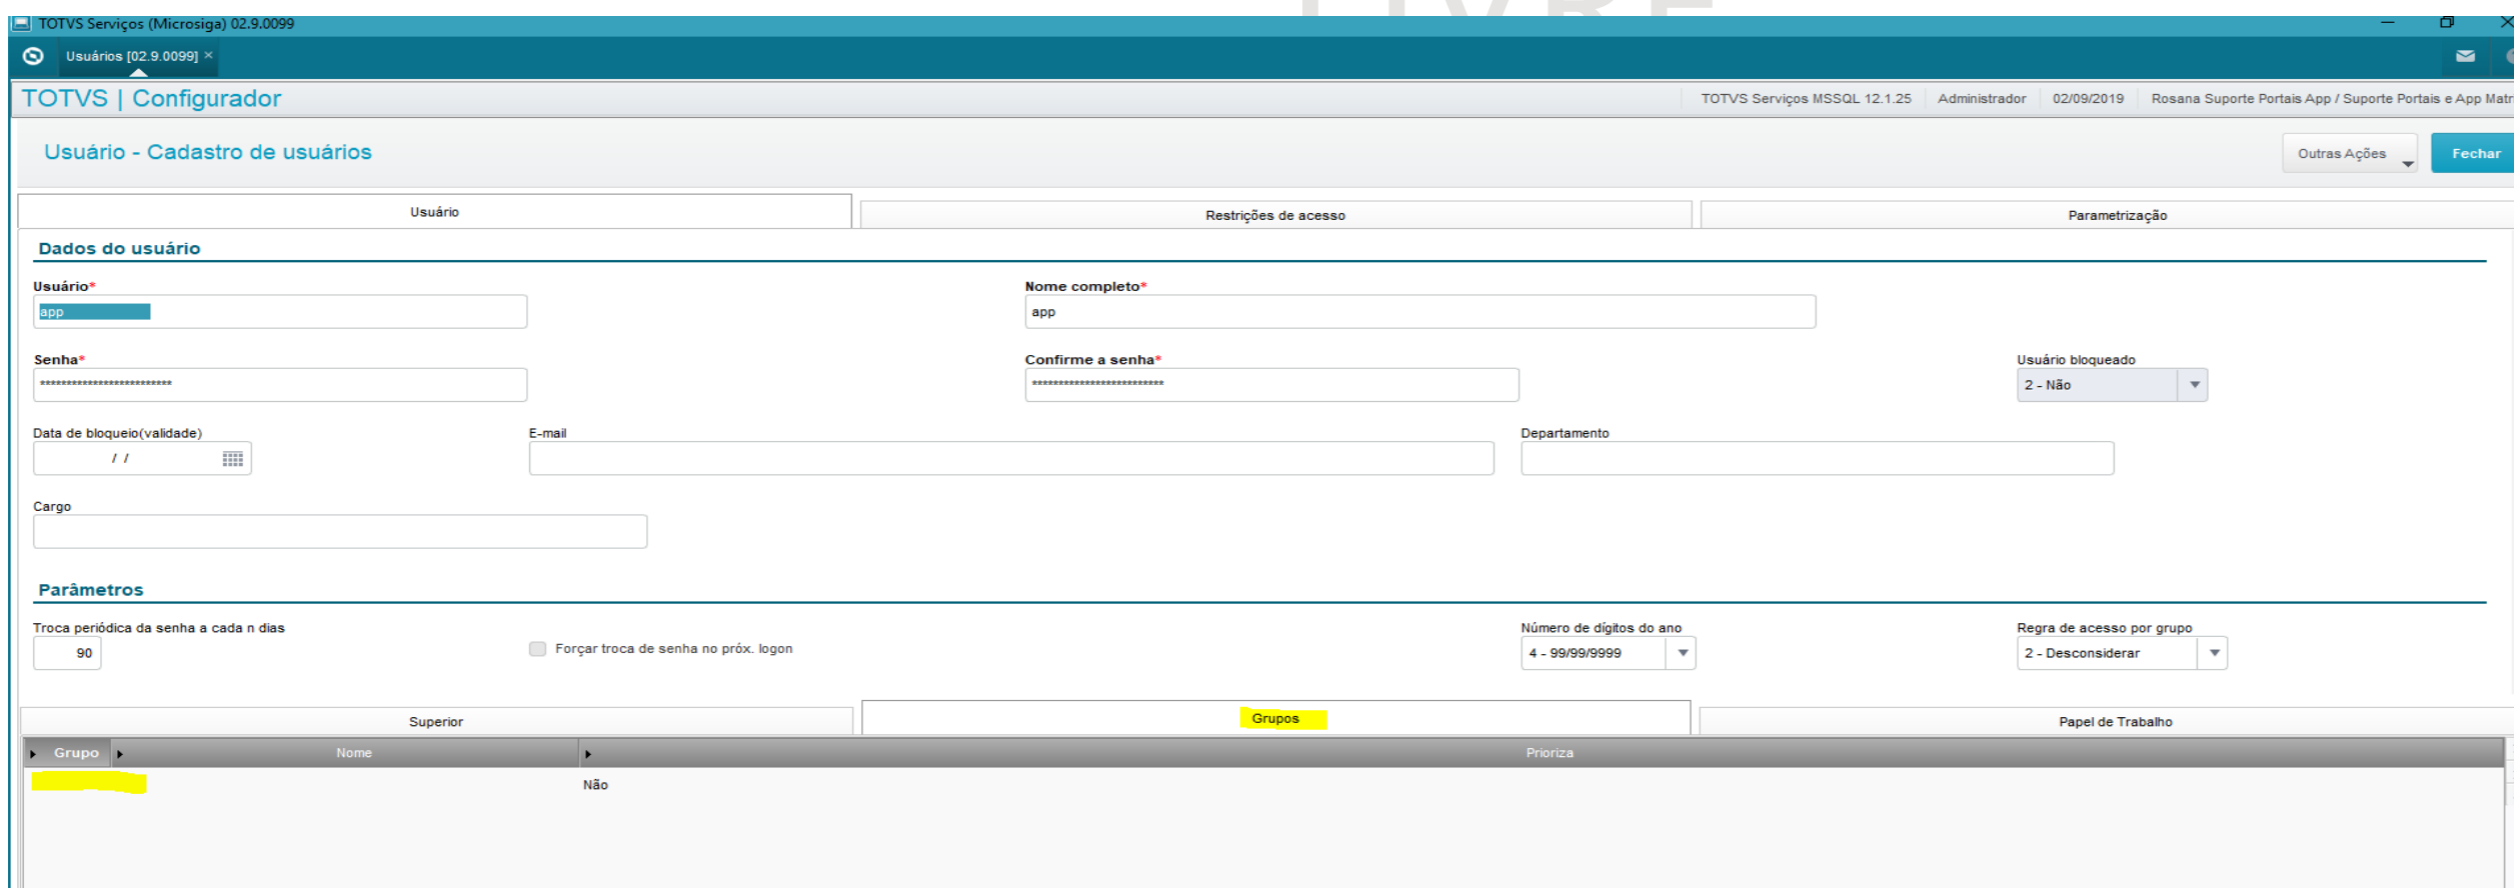 LIVRE
TOTVS Serviços (Microsiga) 02.9.0099
Usuários [02.9.0099] ×
TOTVS | Configurador
TOTVS Serviços MSSQL 12.1.25 Administrador 02/09/2019 Rosana Suporte Portais App / Suporte Portais e App Matr
Usuário - Cadastro de usuários
Outras Ações Fechar
Usuário Restrições de acesso Parametrização
Dados do usuário
Usuário* Nome completo*
app app
Senha* Confirme a senha* Usuário bloqueado
************************* ************************* 2 - Não
Data de bloqueio(validade) E-mail Departamento
/ /
Cargo
Parâmetros
Troca periódica da senha a cada n dias Número de dígitos do ano Regra de acesso por grupo
90 Forçar troca de senha no próx. logon 4 - 99/99/9999 2 - Desconsiderar
Superior Grupos Papel de Trabalho
Grupo Nome Prioriza
Não